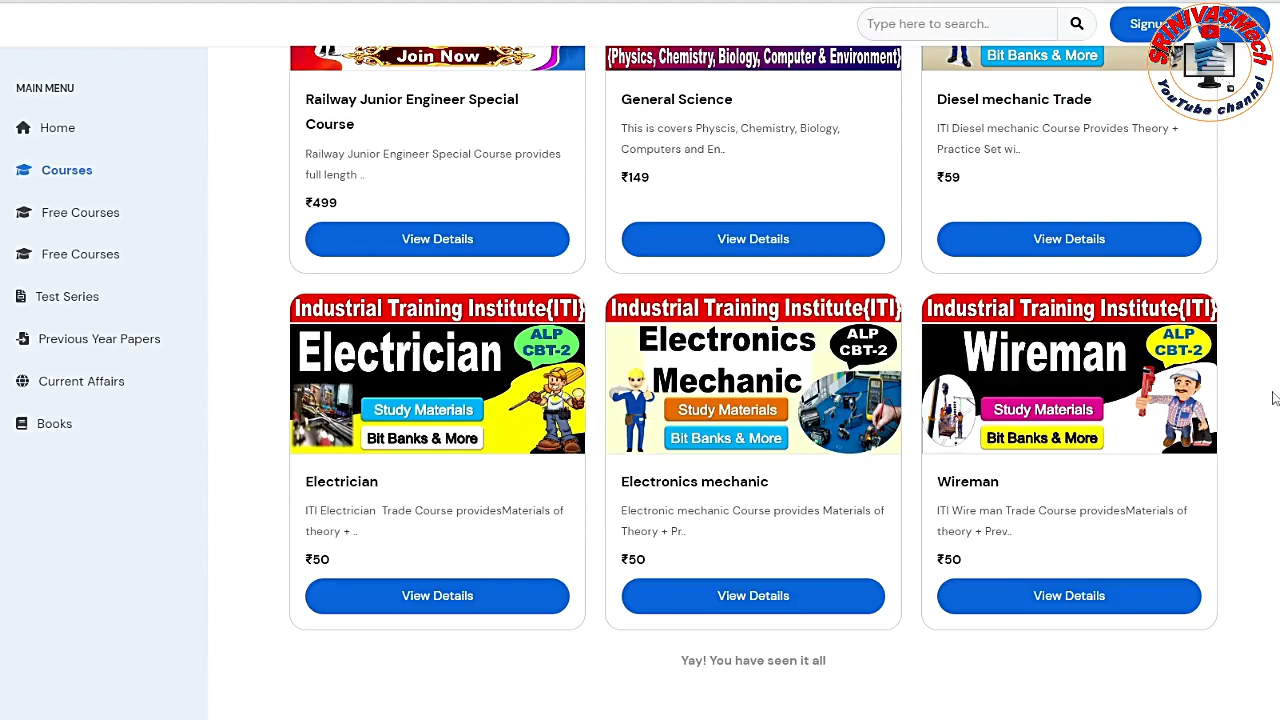 Type here to search..
Signu
SRINIVASMech
YouTube channel
MAIN MENU
Home
Courses
Free Courses
Free Courses
Test Series
Previous Year Papers
Current Affairs
Books
Join Now
Railway Junior Engineer Special
Course
Railway Junior Engineer Special Course provides
full length ..
₹499
View Details
{Physics, Chemistry, Biology, Computer & Environment}
General Science
This is covers Physcis, Chemistry, Biology,
Computers and En..
₹149
View Details
Bit Banks & More
Diesel mechanic Trade
ITI Diesel mechanic Course Provides Theory +
Practice Set wi..
₹59
View Details
Industrial Training Institute{ITI}
Electrician
ALP
CBT-2
Study Materials
Bit Banks & More
Electrician
ITI Electrician Trade Course providesMaterials of
theory + ..
₹50
View Details
Industrial Training Institute{ITI}
Electronics
Mechanic
ALP
CBT-2
Study Materials
Bit Banks & More
Electronics mechanic
Electronic mechanic Course provides Materials of
Theory + Pr..
₹50
View Details
Industrial Training Institute{ITI}
Wireman
ALP
CBT-2
Study Materials
Bit Banks & More
Wireman
ITI Wire man Trade Course providesMaterials of
theory + Prev..
₹50
View Details
Yay! You have seen it all